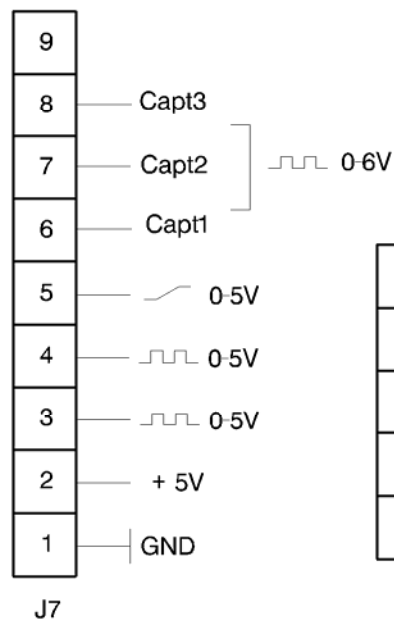 9
8 Capt3
7 Capt2 0-6V
6 Capt1
5 0-5V
4 0-5V
3 0-5V
2 + 5V
1 GND
J7